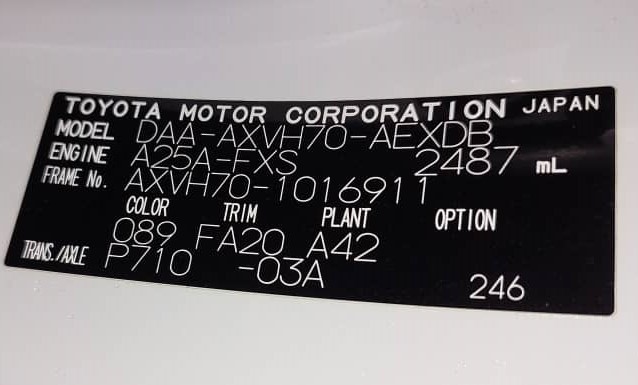 TOYOTA MOTOR CORPORATION JAPAN
MODEL DAA-AXVH70-AEXDB
ENGINE A25A-FXS 2487 mL
FRAME No. AXVH70-1016911
COLOR TRIM PLANT OPTION
089 FA20 A42
TRANS./AXLE P710 -03A
246